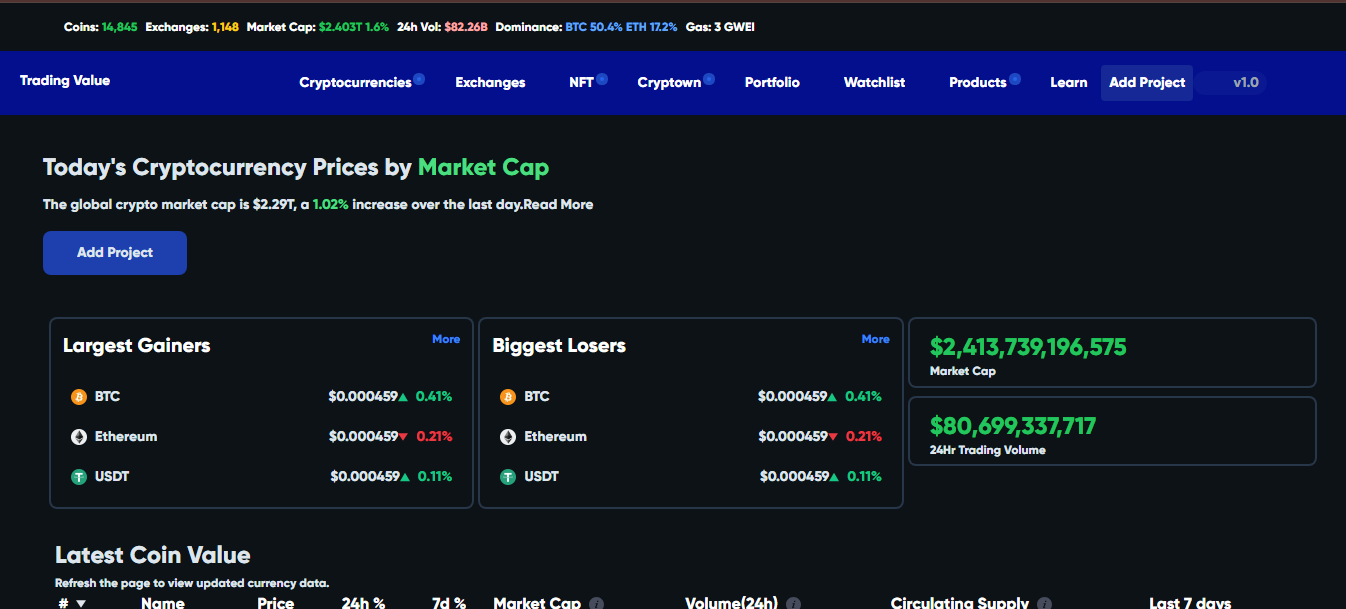 Coins: 14,845 Exchanges: 1,148 Market Cap: $2.403T 1.6% 24h Vol: $82.26B Dominance: BTC 50.4% ETH 17.2% Gas: 3 GWEI
Trading Value Cryptocurrencies Exchanges NFT Cryptown Portfolio Watchlist Products Learn Add Project v1.0
Today's Cryptocurrency Prices by Market Cap
The global crypto market cap is $2.29T, a 1.02% increase over the last day.Read More
Add Project
Largest Gainers More
BTC $0.000459▲ 0.41%
Ethereum $0.000459▼ 0.21%
USDT $0.000459▲ 0.11%
Biggest Losers More
BTC $0.000459▲ 0.41%
Ethereum $0.000459▼ 0.21%
USDT $0.000459▲ 0.11%
$2,413,739,196,575
Market Cap
$80,699,337,717
24Hr Trading Volume
Latest Coin Value
Refresh the page to view updated currency data.
# ▼ Name Price 24h % 7d % Market Cap Volume(24h) Circulating Supply Last 7 days